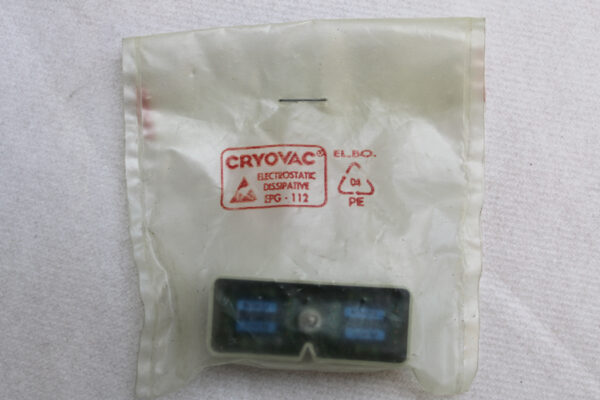 CRYOVAC®
ELECTROSTATIC
DISSIPATIVE
EPG - 112
EL.BO.
04
PE